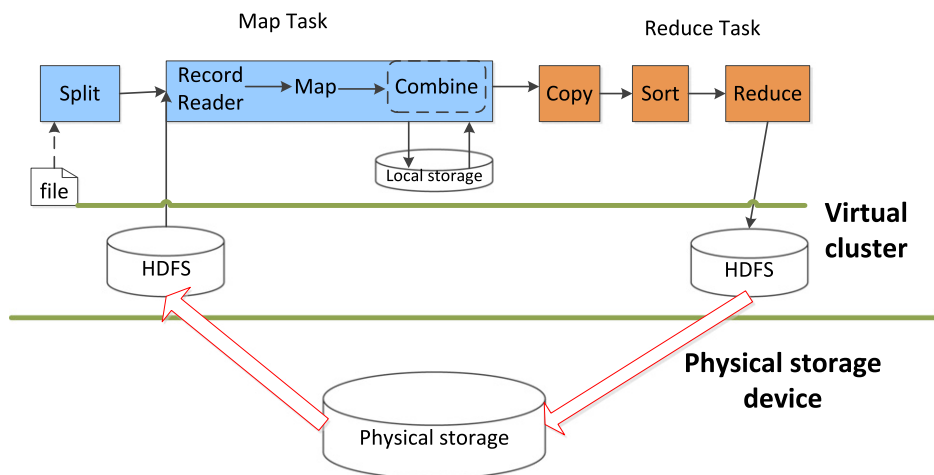 Map Task
Reduce Task
Split
Record
Reader
Map
Combine
Copy
Sort
Reduce
Local storage
file
Virtual
cluster
HDFS
HDFS
Physical storage
device
Physical storage